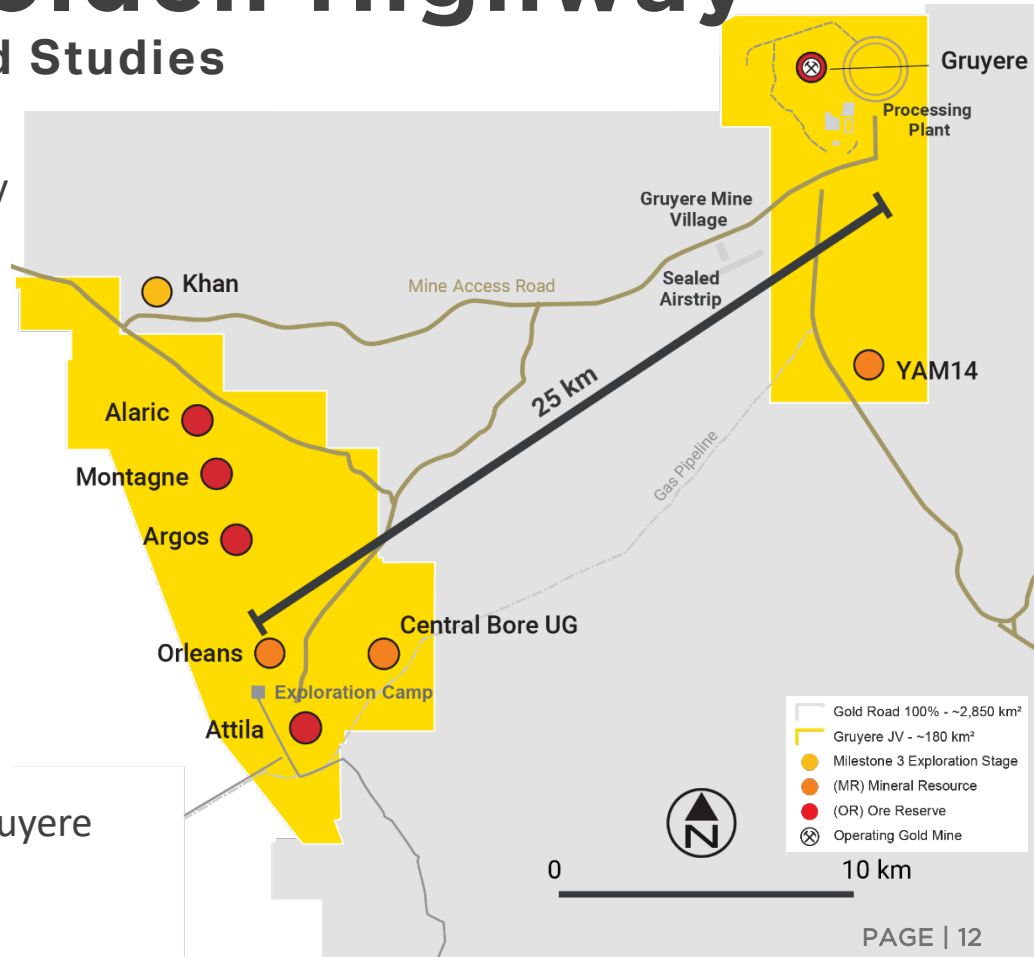 Highway
d Studies
Gruyere
Processing
Plant
Gruyere Mine
Village
Sealed
Airstrip
Khan
Mine Access Road
25 km
YAM14
Alaric
Montagne
Argos
Gas Pipeline
Central Bore UG
Orleans
Exploration Camp
Attila
Gold Road 100% - ~2,850 km²
Gruyere JV - ~180 km²
Milestone 3 Exploration Stage
(MR) Mineral Resource
(OR) Ore Reserve
Operating Gold Mine
uyere
N
0 10 km
PAGE | 12